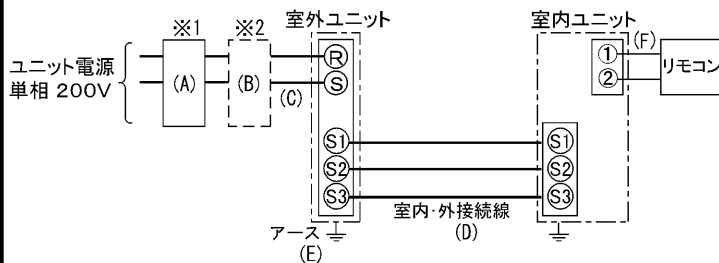 ※1
※2
室外ユニット
室内ユニット
ユニット電源
単相 200V
(A)
(B)
(C)
R
S
S1
S2
S3
室内・外接続線
(D)
アース
(E)
S1
S2
S3
①
②
(F)
リモコン